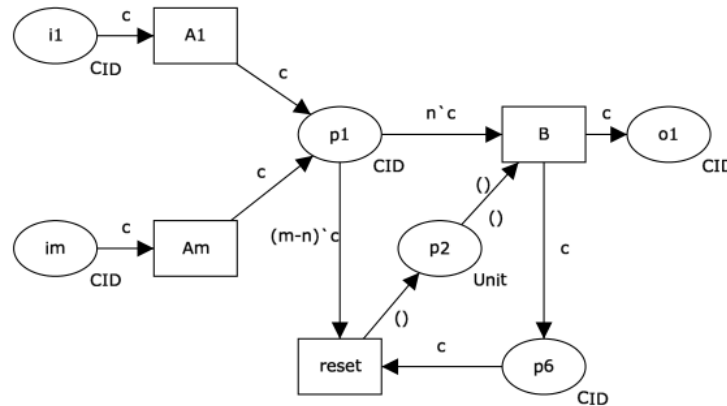 i1
c
CID
A1
c
p1
CID
n`c
B
c
o1
CID
im
c
CID
Am
c
(m-n)`c
()
()
p2
Unit
()
c
reset
c
p6
CID